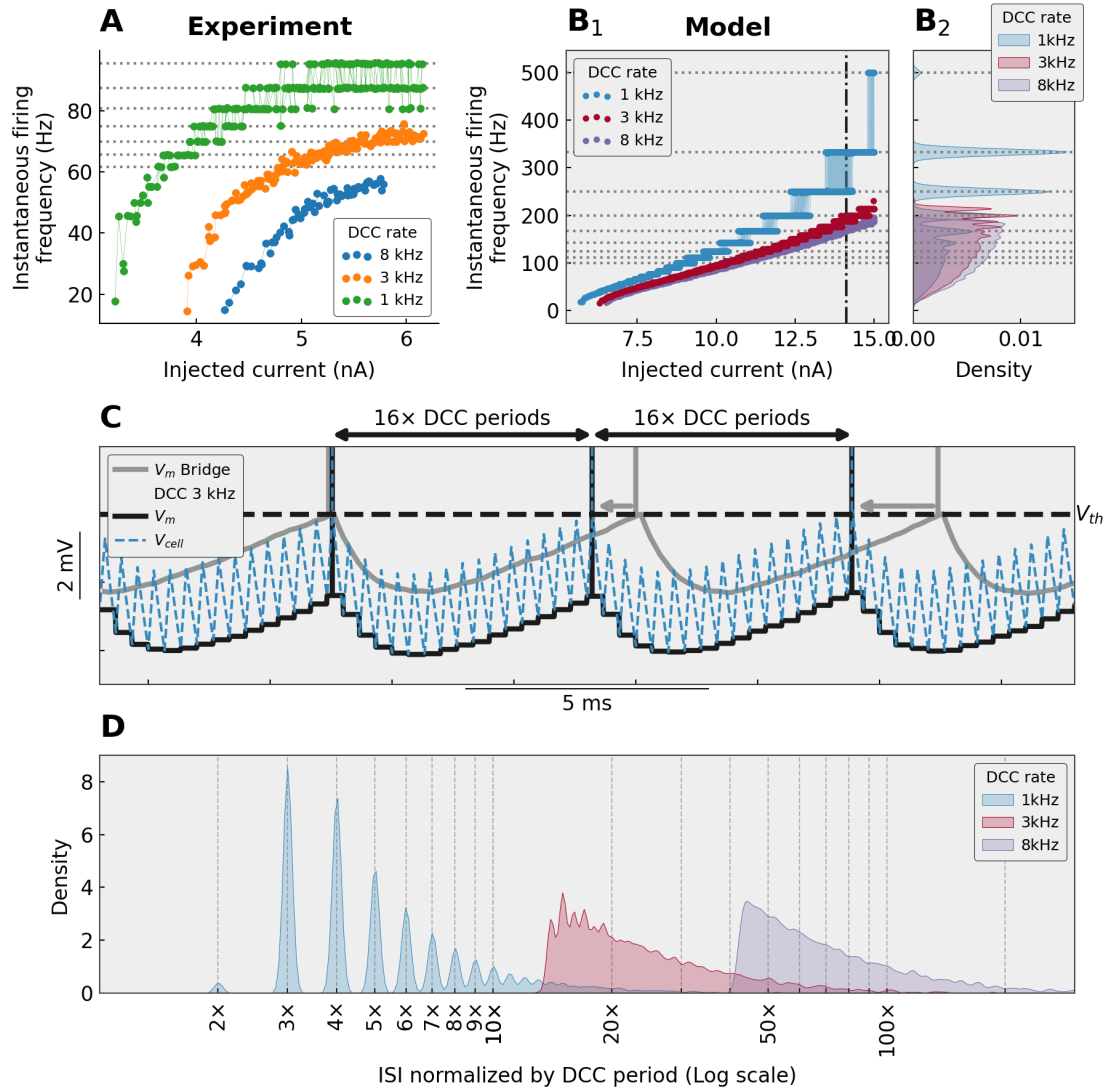 A
Experiment
Instantaneous firing
frequency (Hz)
80
60
40
20
DCC rate
8 kHz
3 kHz
1 kHz
4
5
6
Injected current (nA)
B1
Model
Instantaneous firing
frequency (Hz)
500
400
300
200
100
0
DCC rate
1 kHz
3 kHz
8 kHz
7.5
10.0
12.5
15.0
Injected current (nA)
B2
DCC rate
1kHz
3kHz
8kHz
0.00
0.01
Density
C
16× DCC periods
16× DCC periods
Vm Bridge
DCC 3 kHz
Vm
Vcell
Vth
2 mV
5 ms
D
Density
8
6
4
2
0
DCC rate
1kHz
3kHz
8kHz
2×
3×
4×
5×
6×
7×
8×
9×
10×
20×
50×
100×
ISI normalized by DCC period (Log scale)